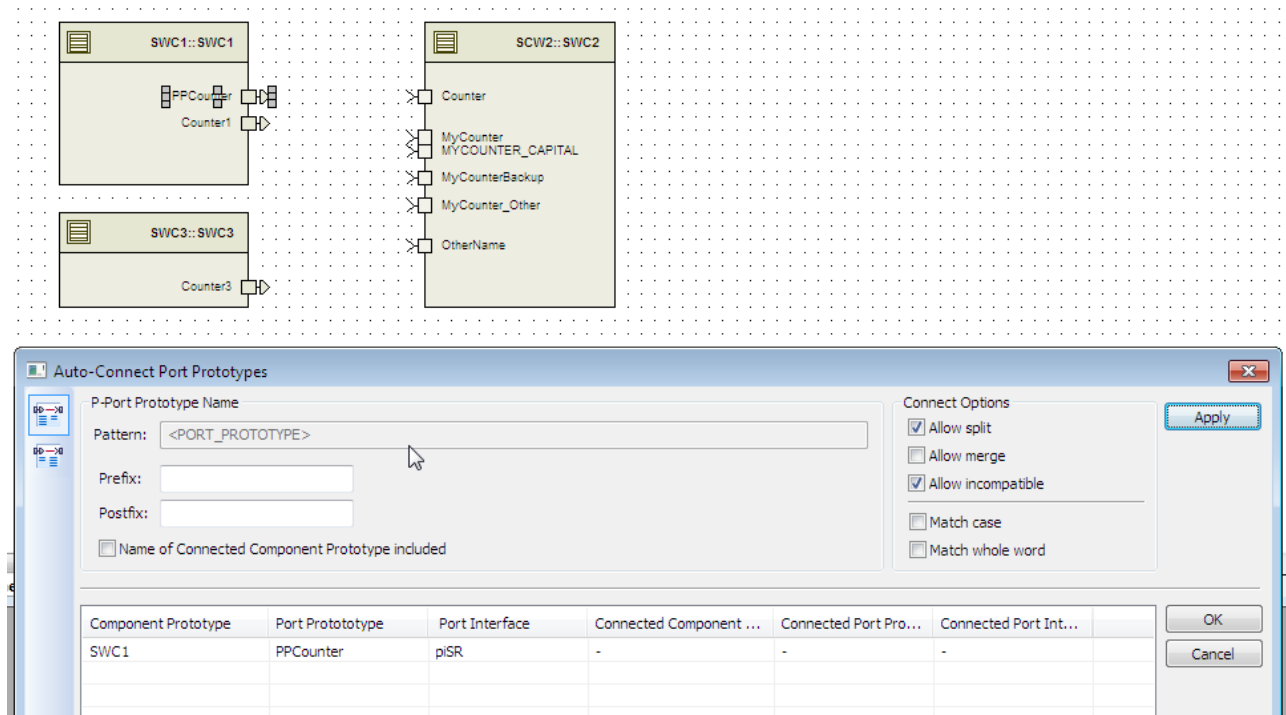 SWC1::SWC1
SCW2::SWC2
PPCounter
Counter1
Counter
MyCounter
MYCOUNTER_CAPITAL
MyCounterBackup
MyCounter_Other
OtherName
SWC3::SWC3
Counter3
Auto-Connect Port Prototypes
P-Port Prototype Name
Pattern: <PORT_PROTOTYPE>
Prefix:
Postfix:
Name of Connected Component Prototype included
Connect Options
Allow split
Allow merge
Allow incompatible
Match case
Match whole word
Apply
Component Prototype Port Protototype Port Interface Connected Component ... Connected Port Pro... Connected Port Int...
SWC1 PPCounter piSR - - -
OK
Cancel